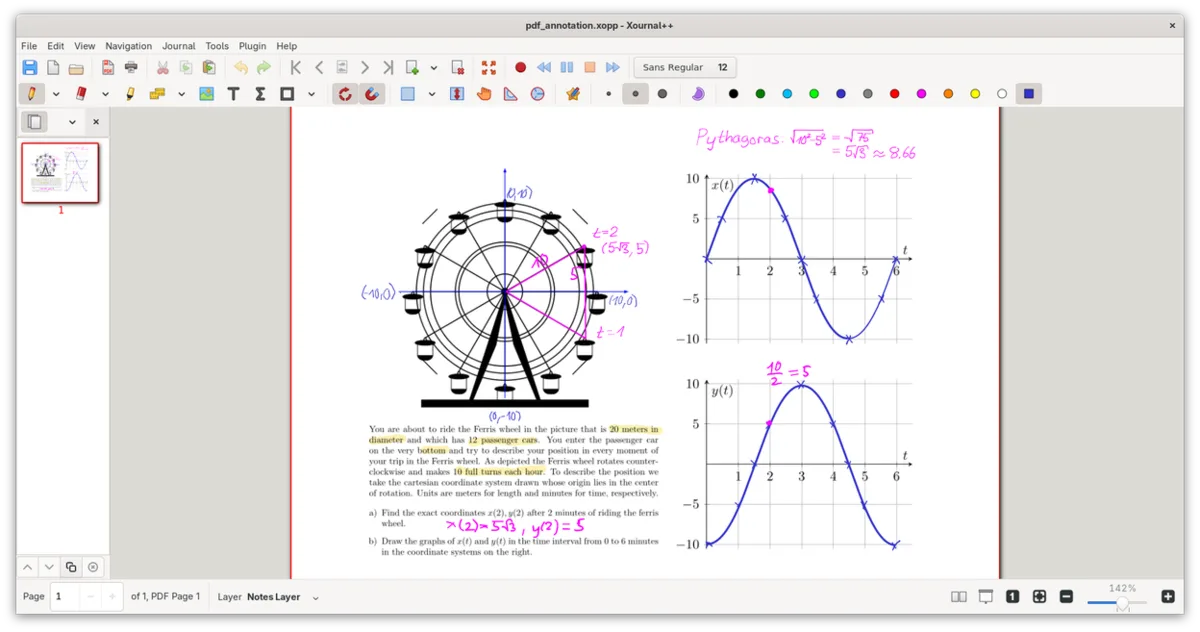 pdf_annotation.xopp - Xournal++
File Edit View Navigation Journal Tools Plugin Help
Sans Regular 12
1
Pythagoras: √10²-5² = √75
= 5√3 ≈ 8.66
(0,10)
t=2
(5√3, 5)
10
5
(-10,0)
(10,0)
t=1
(0,-10)
10
x(t)
5
t
1 2 3 4 5 6
−5
−10
10/2 = 5
10
y(t)
5
t
1 2 3 4 5 6
−5
−10
You are about to ride the Ferris wheel in the picture that is 20 meters in
diameter and which has 12 passenger cars. You enter the passenger car
on the very bottom and try to describe your position in every moment of
your trip in the Ferris wheel. As depicted the Ferris wheel rotates counter-
clockwise and makes 10 full turns each hour. To describe the position we
take the cartesian coordinate system drawn whose origin lies in the center
of rotation. Units are meters for length and minutes for time, respectively.
a) Find the exact coordinates x(2), y(2) after 2 minutes of riding the ferris
wheel.
x(2)=5√3, y(2)=5
b) Draw the graphs of x(t) and y(t) in the time interval from 0 to 6 minutes
in the coordinate systems on the right.
Page 1 of 1, PDF Page 1 Layer Notes Layer
142%